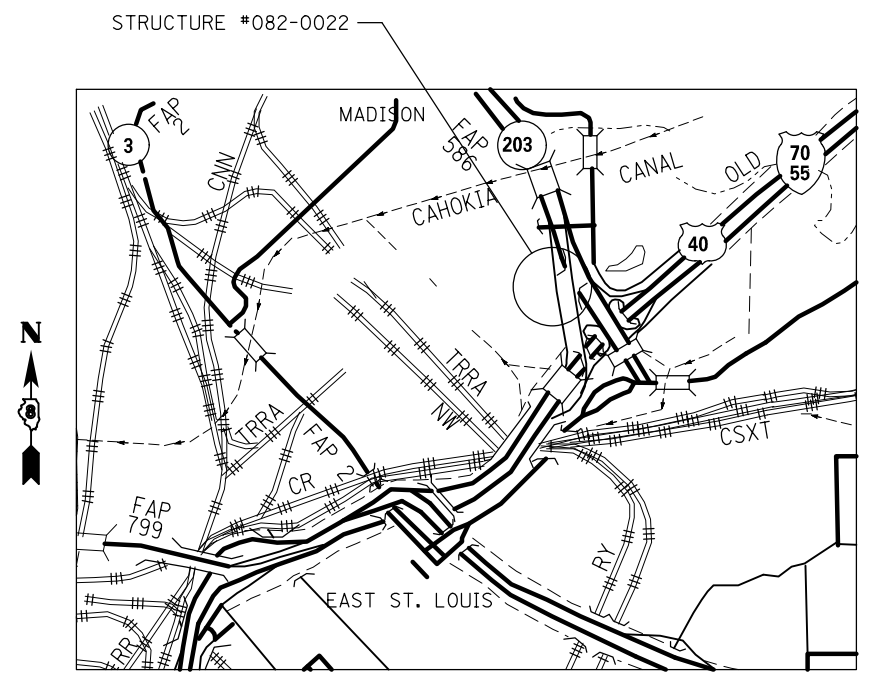 STRUCTURE #082-0022
MADISON
FAP
2
3
CNN
FAP
586
203
CANAL
OLD
70
55
CAHOKIA
40
N
8
TRRA
NW
TRRA
FAP
2
CSXT
CR
FAP
799
RY
EAST ST. LOUIS
RR